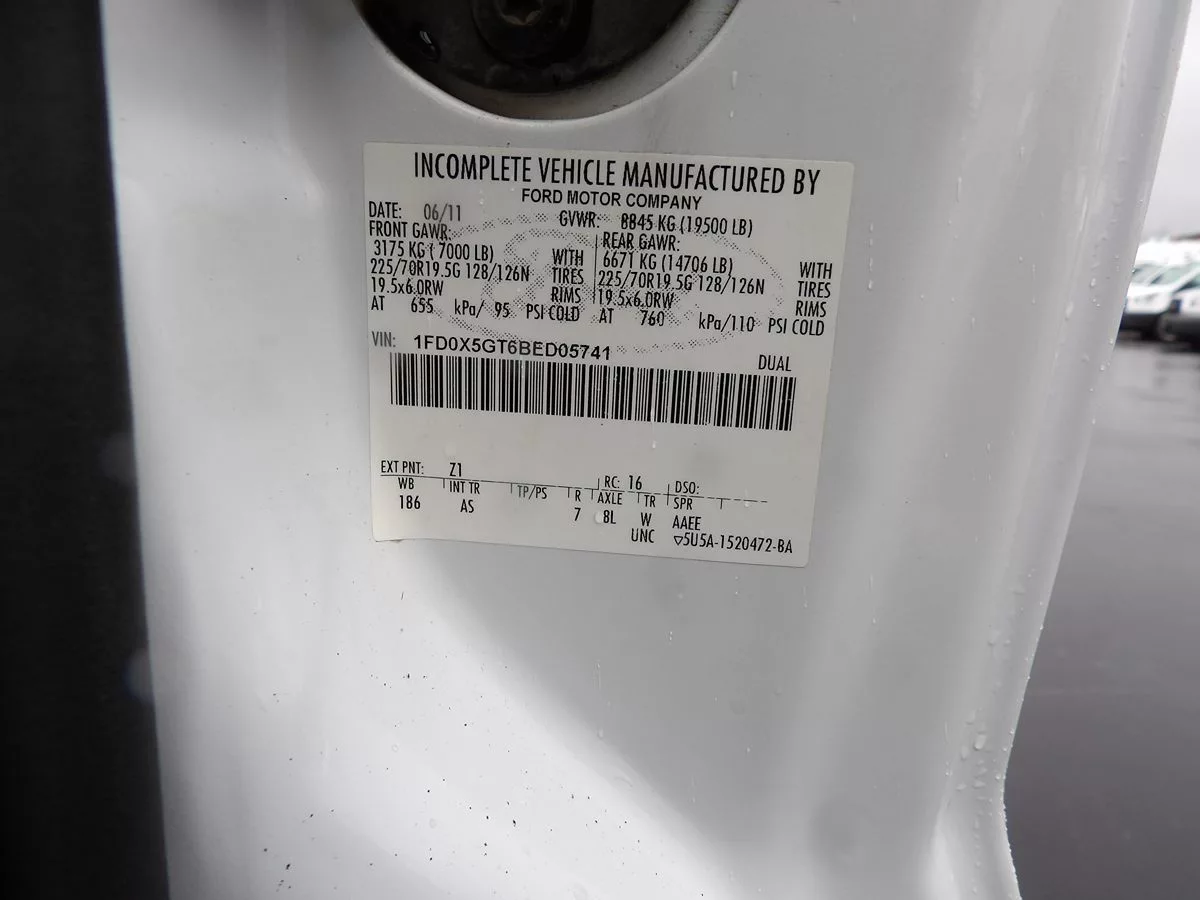 INCOMPLETE VEHICLE MANUFACTURED BY
FORD MOTOR COMPANY
DATE: 06/11 GVWR: 8845 KG (19500 LB)
FRONT GAWR: REAR GAWR:
3175 KG ( 7000 LB) WITH 6671 KG (14706 LB) WITH
225/70R19.5G 128/126N TIRES 225/70R19.5G 128/126N TIRES
19.5x6.0RW RIMS 19.5x6.0RW RIMS
AT 655 kPa/ 95 PSI COLD AT 760 kPa/110 PSI COLD
VIN: 1FD0X5GT6BED05741 DUAL
EXT PNT: Z1 RC: 16 DSO:
WB INT TR TP/PS R AXLE TR SPR
186 AS 7 8L W AAEE
UNC ▽5U5A-1520472-BA